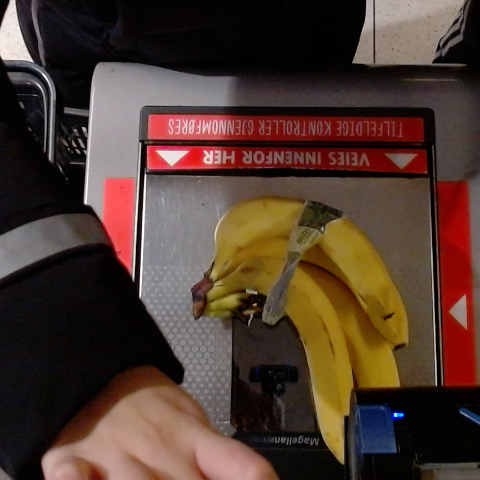 TILFELDIGE KONTROLLER GJENNOMFØRES
VEIES INNENFOR HER
Magellan